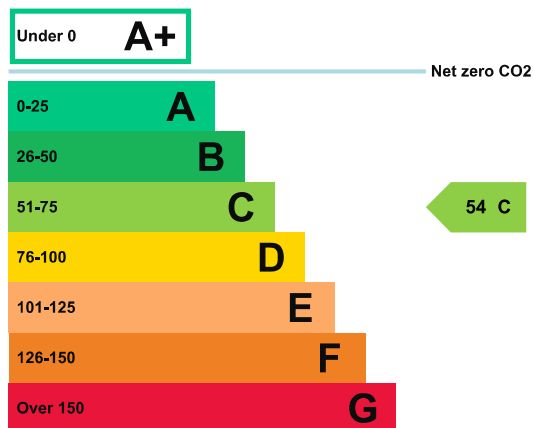 Under 0 A+
Net zero CO2
0-25 A
26-50 B
51-75 C
54 C
76-100 D
101-125 E
126-150 F
Over 150 G